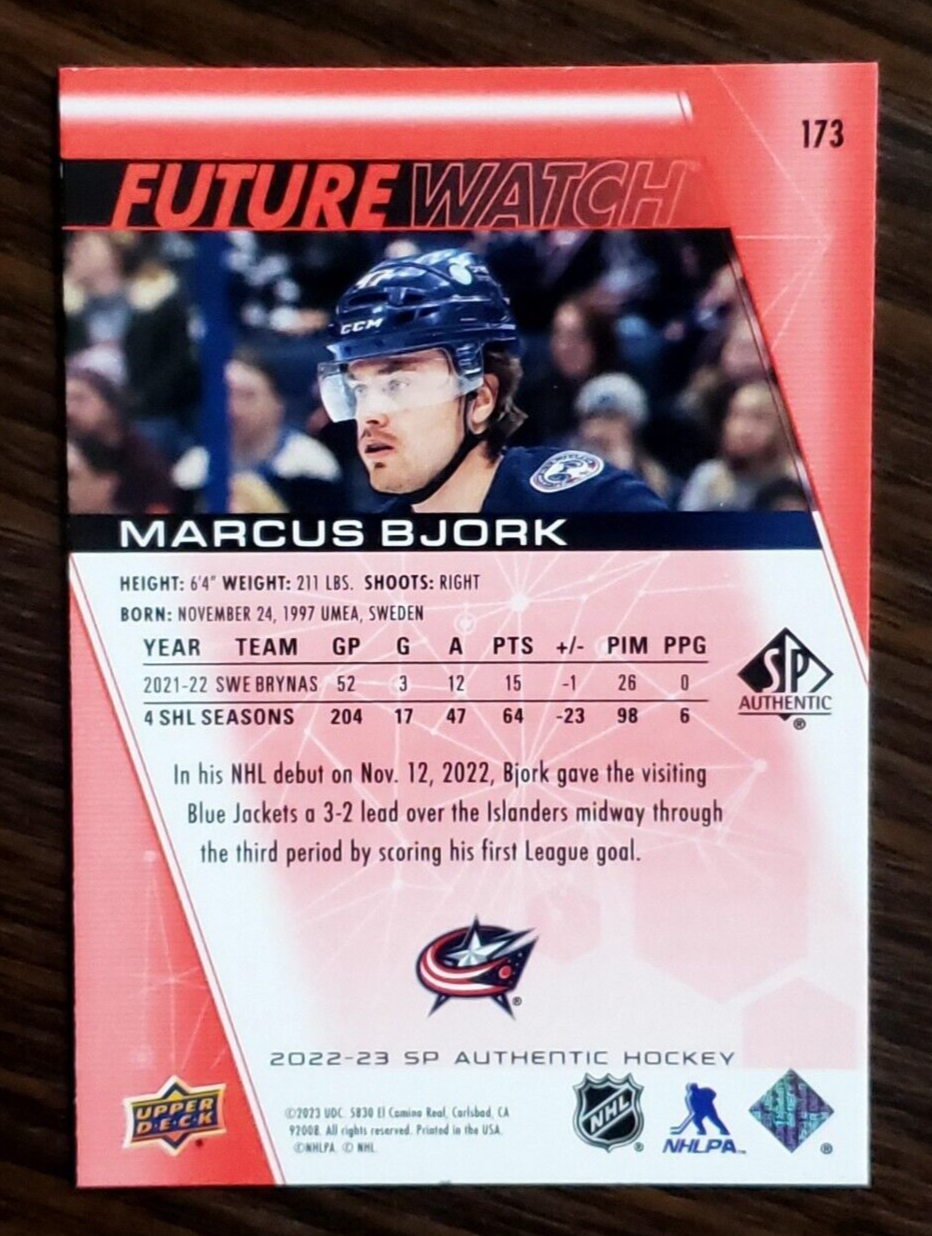 173
FUTURE WATCH
CCM
MARCUS BJORK
HEIGHT: 6'4" WEIGHT: 211 LBS. SHOOTS: RIGHT
BORN: NOVEMBER 24, 1997 UMEA, SWEDEN
YEAR TEAM GP G A PTS +/- PIM PPG
2021-22 SWE BRYNAS 52 3 12 15 -1 26 0
4 SHL SEASONS 204 17 47 64 -23 98 6
SP
AUTHENTIC
®
In his NHL debut on Nov. 12, 2022, Bjork gave the visiting
Blue Jackets a 3-2 lead over the Islanders midway through
the third period by scoring his first League goal.
®
2022-23 SP AUTHENTIC HOCKEY
UPPER
D·E·C·K
®
©2023 UDC. 5830 El Camino Real, Carlsbad, CA
92008. All rights reserved. Printed in the USA.
©NHLPA. © NHL.
NHL
®
NHLPA™
®